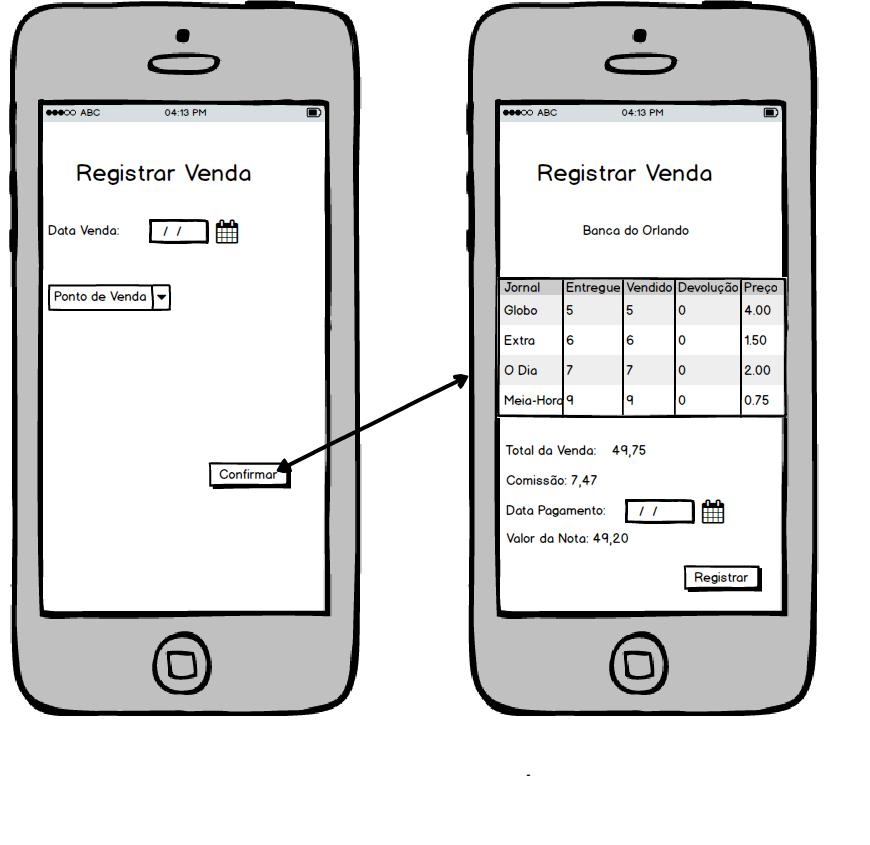 ABC 04:13 PM
Registrar Venda
Data Venda: / /
Ponto de Venda
Confirmar
ABC 04:13 PM
Registrar Venda
Banca do Orlando
Jornal Entregue Vendido Devolução Preço
Globo 5 5 0 4.00
Extra 6 6 0 1.50
O Dia 7 7 0 2.00
Meia-Hora 9 9 0 0.75
Total da Venda: 49,75
Comissão: 7,47
Data Pagamento: / /
Valor da Nota: 49,20
Registrar
-